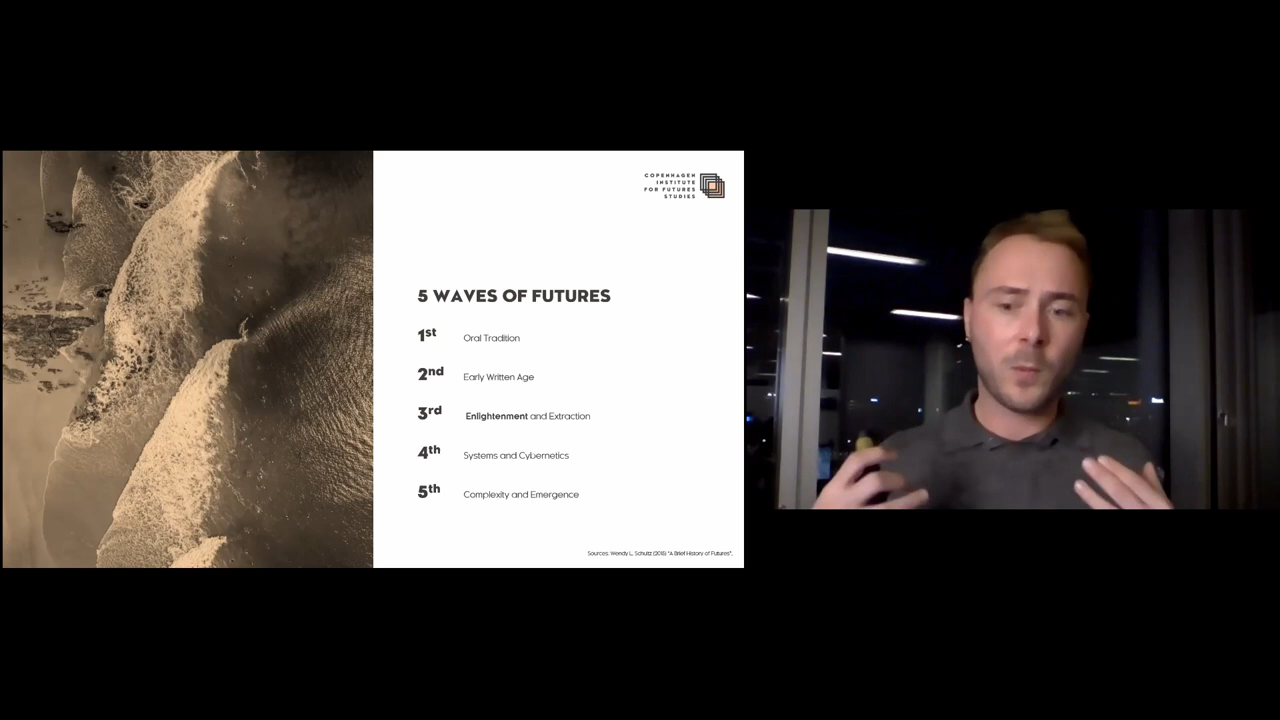 COPENHAGEN
INSTITUTE
FOR FUTURES
STUDIES
5 WAVES OF FUTURES
1st Oral Tradition
2nd Early Written Age
3rd Enlightenment and Extraction
4th Systems and Cybernetics
5th Complexity and Emergence
Sources: Wendy L. Schultz (2015) "A Brief History of Futures".